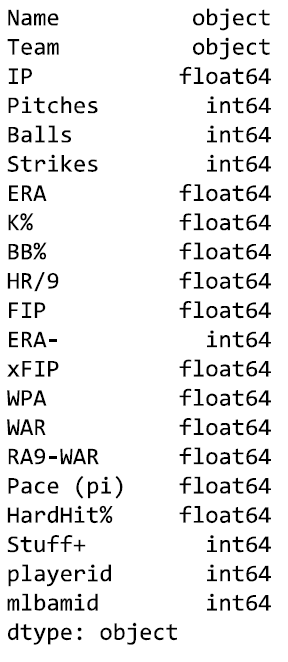 Name object
Team object
IP float64
Pitches int64
Balls int64
Strikes int64
ERA float64
K% float64
BB% float64
HR/9 float64
FIP float64
ERA- int64
xFIP float64
WPA float64
WAR float64
RA9-WAR float64
Pace (pi) float64
HardHit% float64
Stuff+ int64
playerid int64
mlbamid int64
dtype: object